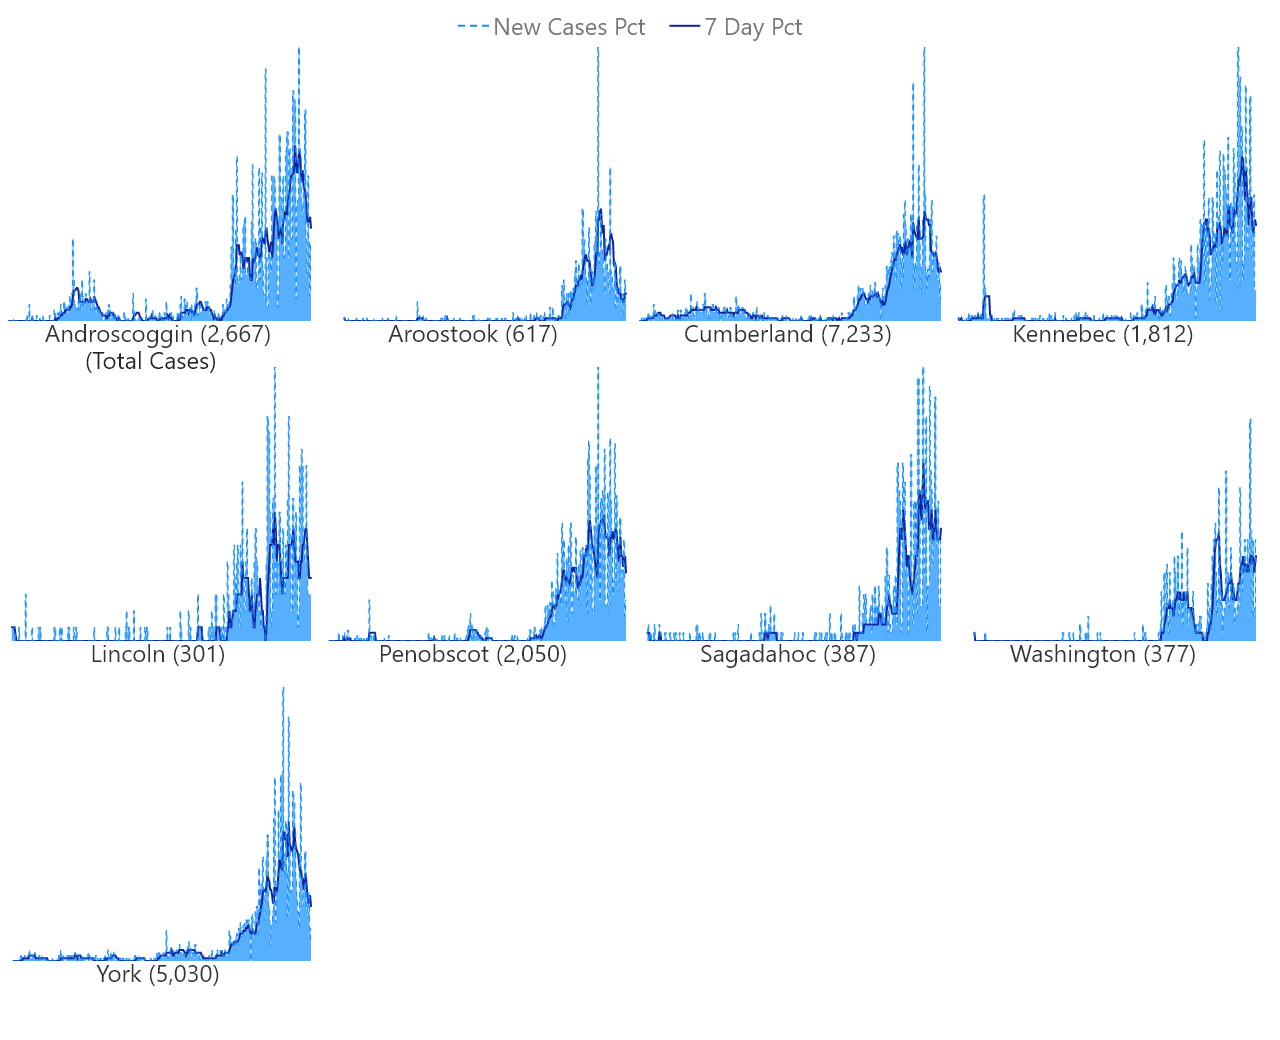 New Cases Pct 7 Day Pct
Androscoggin (2,667)
(Total Cases)
Aroostook (617)
Cumberland (7,233)
Kennebec (1,812)
Lincoln (301)
Penobscot (2,050)
Sagadahoc (387)
Washington (377)
York (5,030)